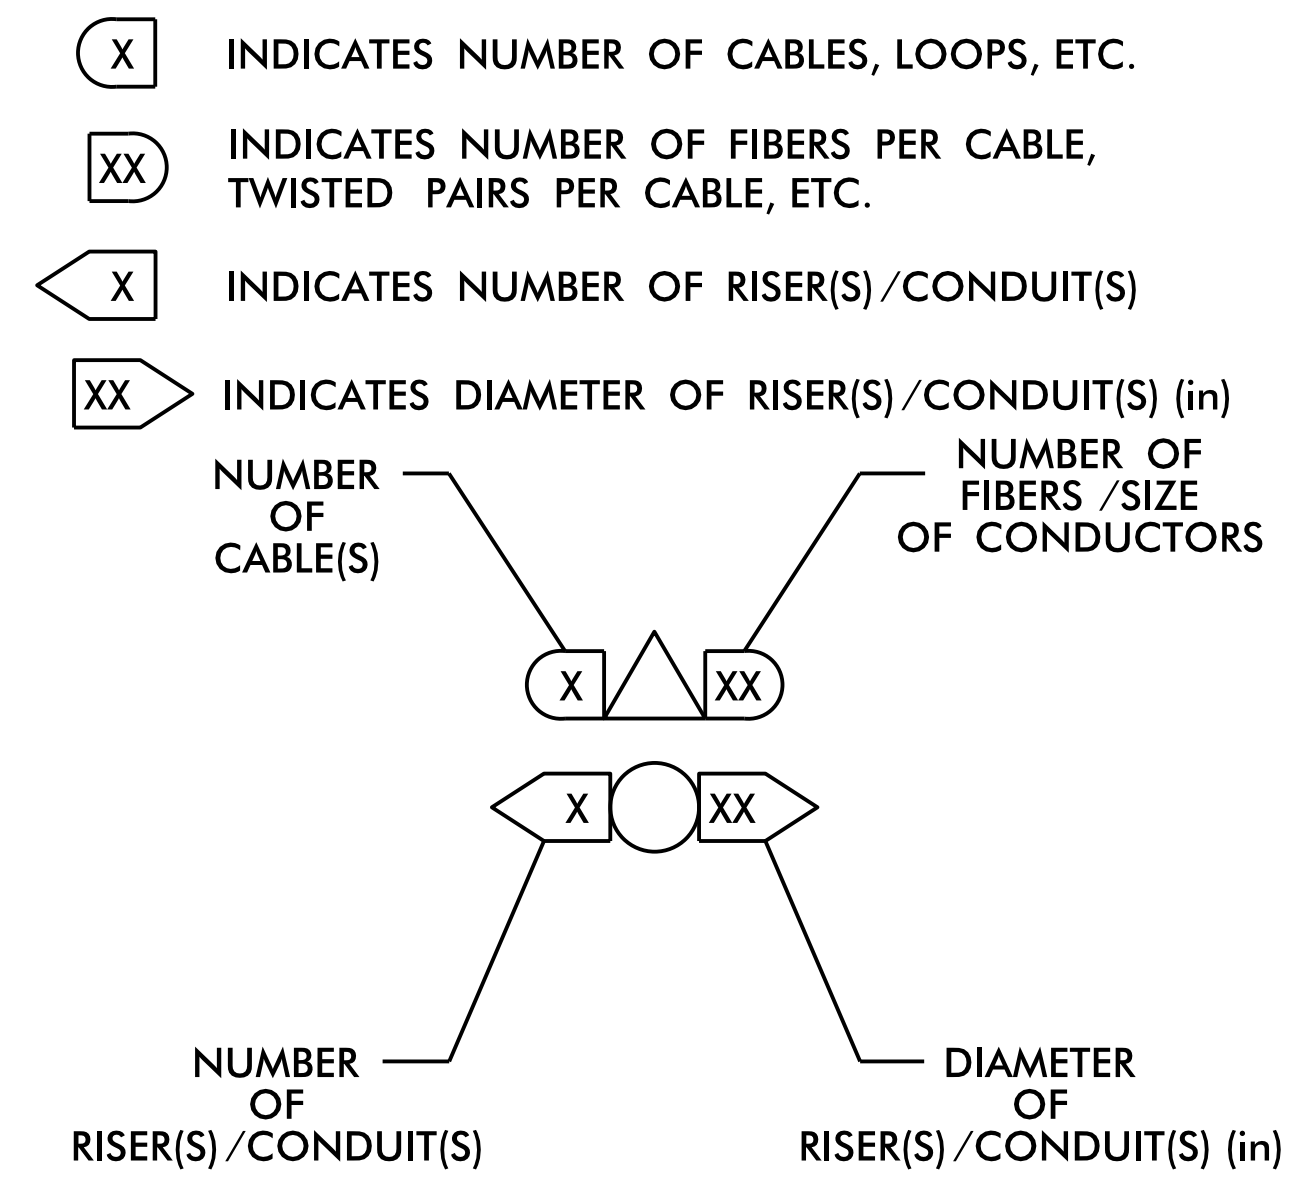 X INDICATES NUMBER OF CABLES, LOOPS, ETC.
XX INDICATES NUMBER OF FIBERS PER CABLE,
TWISTED PAIRS PER CABLE, ETC.
X INDICATES NUMBER OF RISER(S)/CONDUIT(S)
XX INDICATES DIAMETER OF RISER(S)/CONDUIT(S) (in)
NUMBER
OF
CABLE(S)
NUMBER OF
FIBERS /SIZE
OF CONDUCTORS
X XX
X XX
NUMBER
OF
RISER(S)/CONDUIT(S)
DIAMETER
OF
RISER(S)/CONDUIT(S) (in)